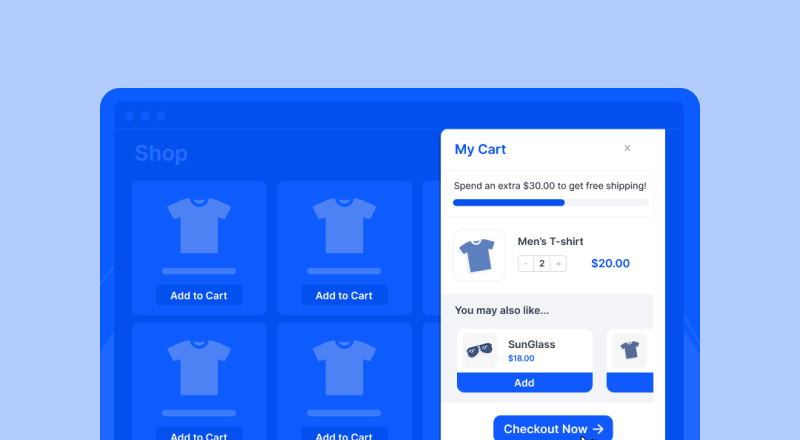 Shop
Add to Cart
Add to Cart
Add to Cart
Add to Cart
My Cart
x
Spend an extra $30.00 to get free shipping!
Men's T-shirt
- 2 +
$20.00
You may also like...
SunGlass
$18.00
Add
Checkout Now →